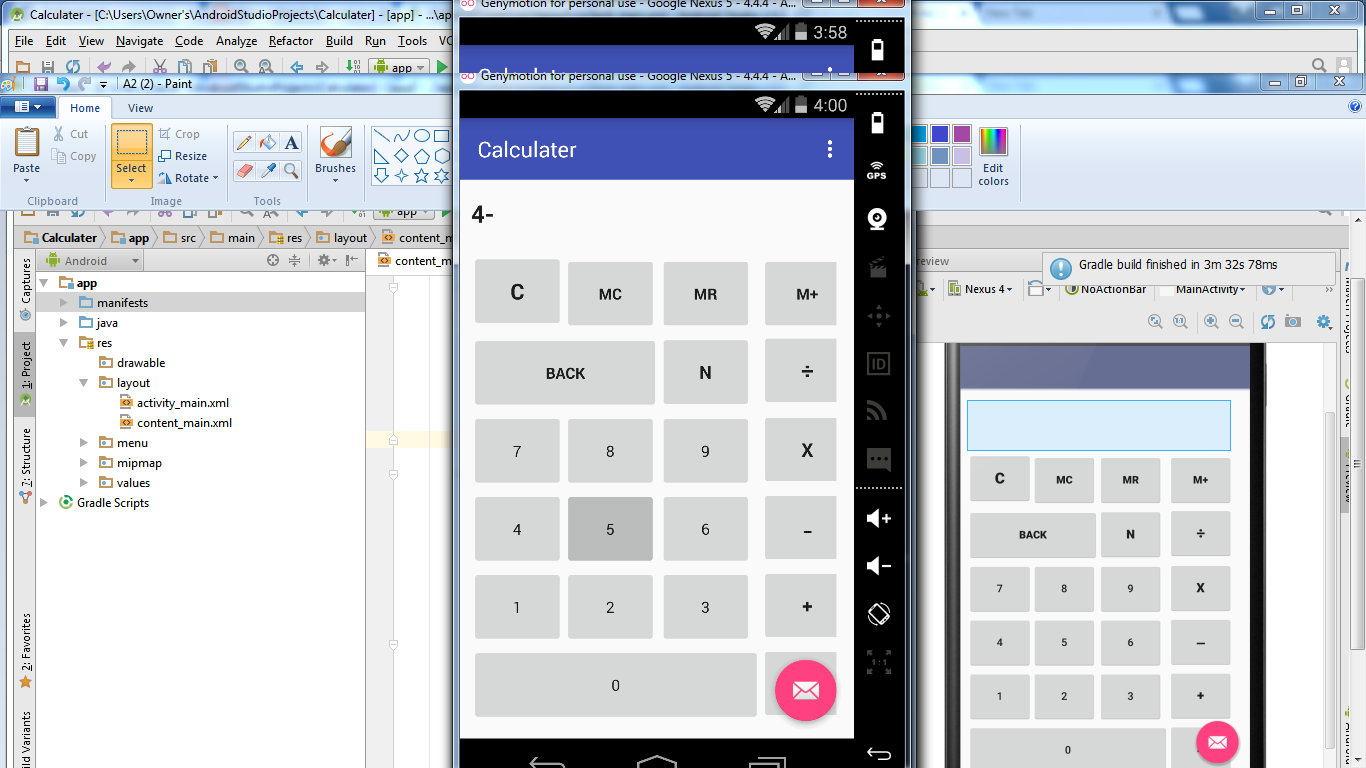 Calculater - [C:\Users\Owner's\AndroidStudioProjects\Calculater] - [app] - ...\ap
Genymotion for personal use - Google Nexus 5 - 4.4.4 - A...
File Edit View Navigate Code Analyze Refactor Build Run Tools VC
3:58
app
Genymotion for personal use - Google Nexus 5 - 4.4.4 - A...
A2 (2) - Paint
Home View
4:00
Paste
Cut
Copy
Select
Crop
Resize
Rotate
A
Brushes
Edit colors
Clipboard Image Tools
Calculater
GPS
ID
1:1
4-
C MC MR M+
BACK N ÷
7 8 9 X
4 5 6 –
1 2 3 +
0
app
Calculater app src main res layout content_m
Android
content_m
app
manifests
java
res
drawable
layout
activity_main.xml
content_main.xml
menu
mipmap
values
Gradle Scripts
Captures
1: Project
7: Structure
2: Favorites
ild Variants
review
Gradle build finished in 3m 32s 78ms
Nexus 4 NoActionBar MainActivity
C MC MR M+
BACK N ÷
7 8 9 X
4 5 6 –
1 2 3 +
0